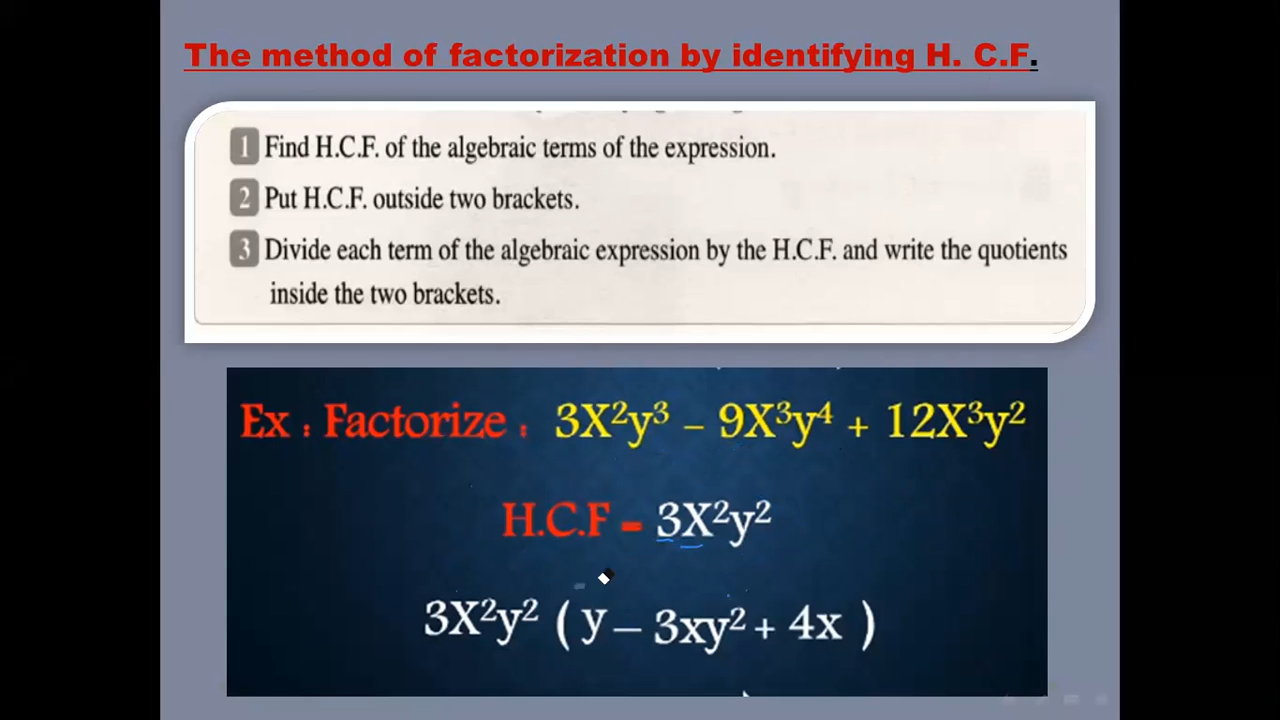 The method of factorization by identifying H. C.F.
1 Find H.C.F. of the algebraic terms of the expression.
2 Put H.C.F. outside two brackets.
3 Divide each term of the algebraic expression by the H.C.F. and write the quotients
inside the two brackets.
Ex : Factorize : 3X²y³ – 9X³y⁴ + 12X³y²
H.C.F = 3X²y²
3X²y² ( y – 3xy² + 4x )